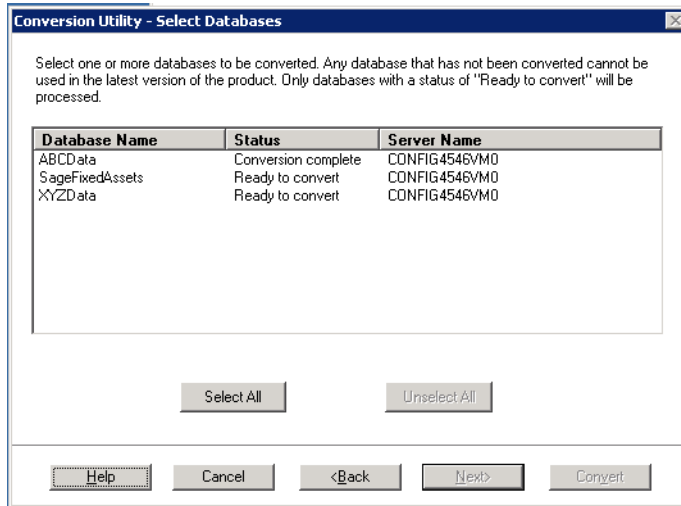 Conversion Utility - Select Databases
Select one or more databases to be converted. Any database that has not been converted cannot be
used in the latest version of the product. Only databases with a status of "Ready to convert" will be
processed.
Database Name Status Server Name
ABCData Conversion complete CONFIG4546VM0
SageFixedAssets Ready to convert CONFIG4546VM0
XYZData Ready to convert CONFIG4546VM0
Select All Unselect All
Help Cancel <Back Next> Convert